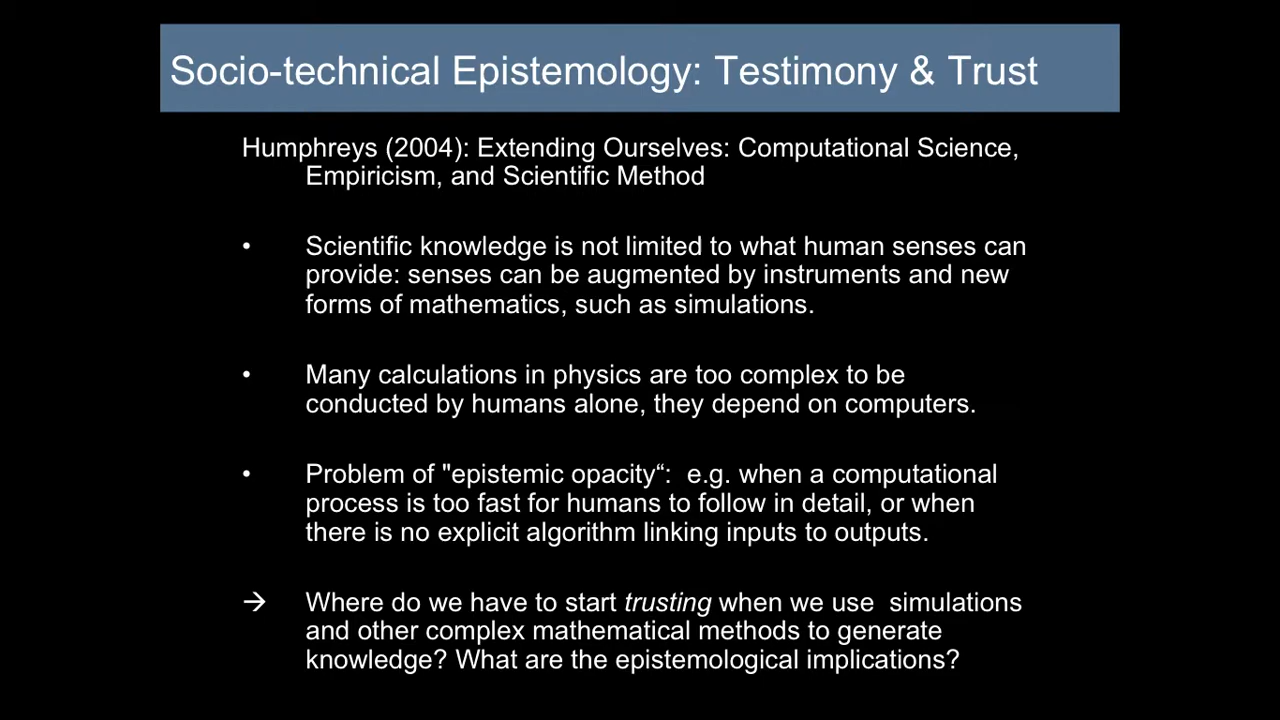 Socio-technical Epistemology: Testimony & Trust
Humphreys (2004): Extending Ourselves: Computational Science,
Empiricism, and Scientific Method
• Scientific knowledge is not limited to what human senses can
provide: senses can be augmented by instruments and new
forms of mathematics, such as simulations.
• Many calculations in physics are too complex to be
conducted by humans alone, they depend on computers.
• Problem of "epistemic opacity“: e.g. when a computational
process is too fast for humans to follow in detail, or when
there is no explicit algorithm linking inputs to outputs.
→ Where do we have to start trusting when we use simulations
and other complex mathematical methods to generate
knowledge? What are the epistemological implications?